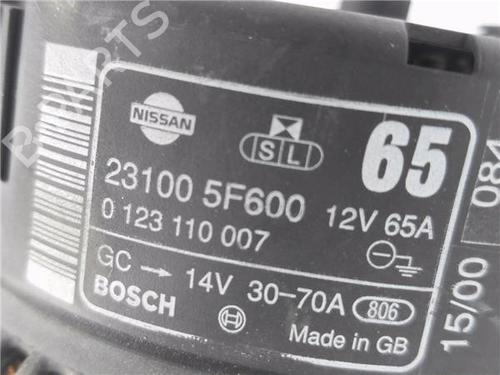 NISSAN
S L
65
23100 5F600
12V 65A
0 123 110 007
GC → 14V 30-70A 806
BOSCH
Made in GB
084
15/00
B-PARTS